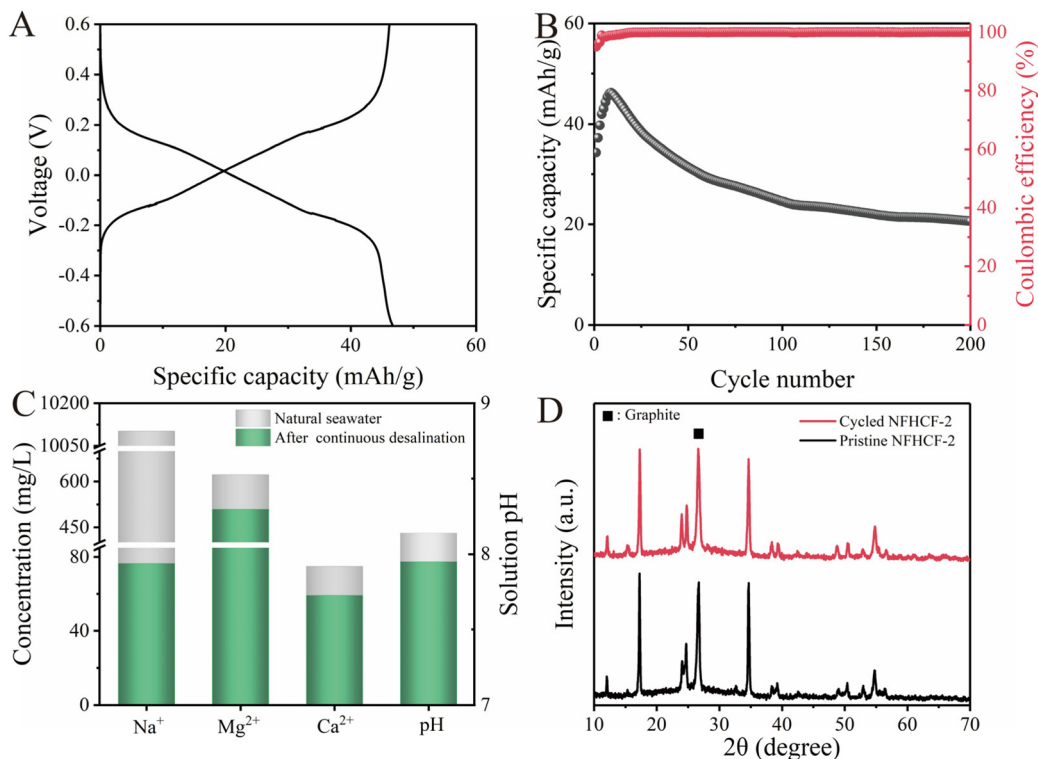 A
Voltage (V)
0.6
0.4
0.2
0.0
-0.2
-0.4
-0.6
0 20 40 60
Specific capacity (mAh/g)
B
Specific capacity (mAh/g)
60
40
20
0
100
80
60
40
20
0
Coulombic efficiency (%)
0 50 100 150 200
Cycle number
C
Concentration (mg/L)
10200
10050
600
450
80
40
0
Natural seawater
After continuous desalination
9
8
7
Solution pH
Na⁺ Mg²⁺ Ca²⁺ pH
D
■ : Graphite
Cycled NFHCF-2
Pristine NFHCF-2
Intensity (a.u.)
10 20 30 40 50 60 70
2θ (degree)